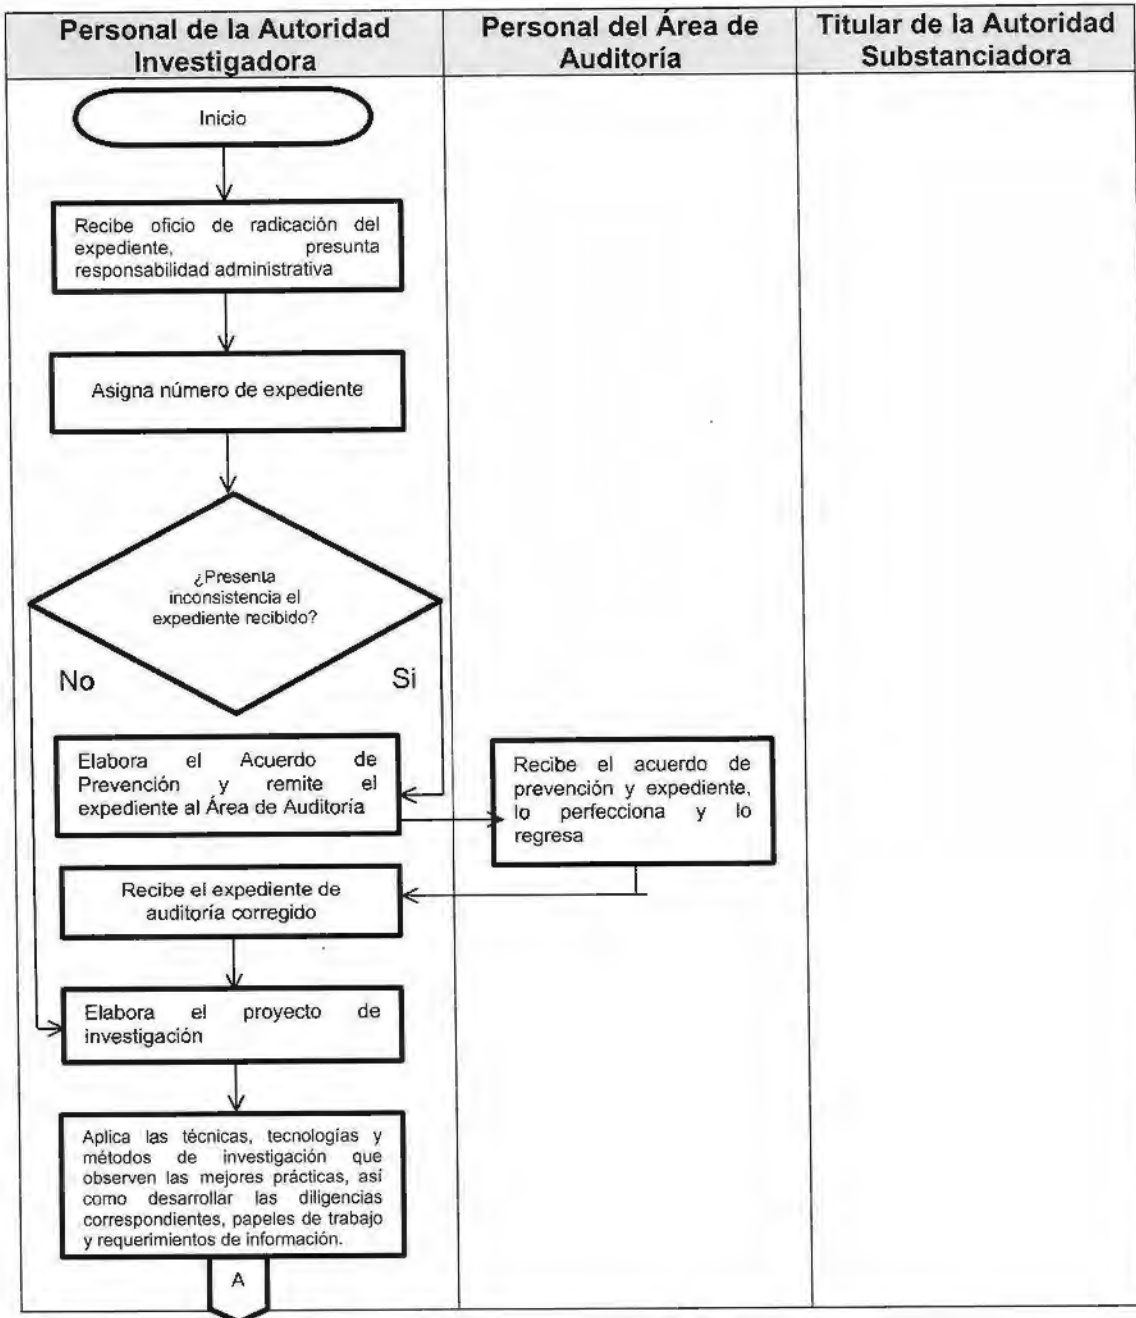 Personal de la Autoridad
Investigadora
Personal del Área de
Auditoría
Titular de la Autoridad
Substanciadora
Inicio
Recibe oficio de radicación del
expediente, presunta
responsabilidad administrativa
Asigna número de expediente
¿Presenta
inconsistencia el
expediente recibido?
No
Si
Elabora el Acuerdo de
Prevención y remite el
expediente al Área de Auditoría
Recibe el acuerdo de
prevención y expediente,
lo perfecciona y lo
regresa
Recibe el expediente de
auditoría corregido
Elabora el proyecto de
investigación
Aplica las técnicas, tecnologías y
métodos de investigación que
observen las mejores prácticas, así
como desarrollar las diligencias
correspondientes, papeles de trabajo
y requerimientos de información.
A